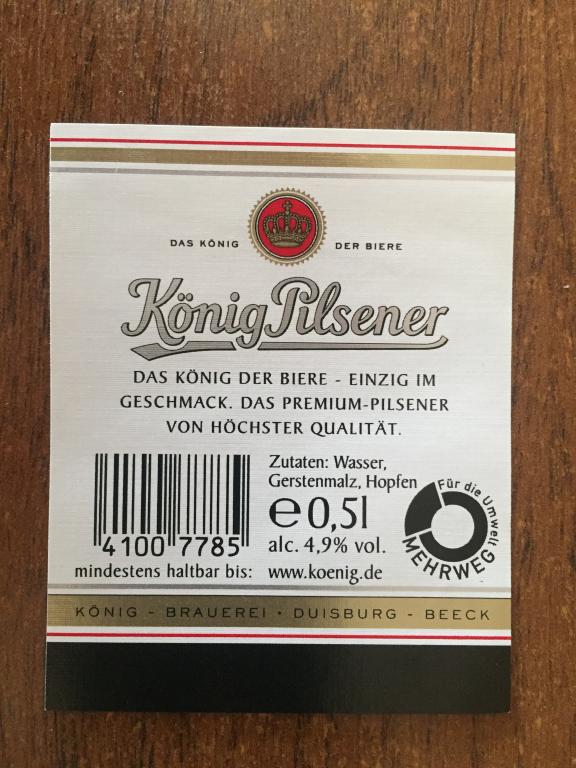 DAS KÖNIG DER BIERE
König Pilsener
DAS KÖNIG DER BIERE - EINZIG IM
GESCHMACK. DAS PREMIUM-PILSENER
VON HÖCHSTER QUALITÄT.
Zutaten: Wasser,
Gerstenmalz, Hopfen
e 0,5l
alc. 4,9% vol.
4100 7785
mindestens haltbar bis: www.koenig.de
Für die Umwelt
MEHRWEG
KÖNIG - BRAUEREI · DUISBURG - BEECK